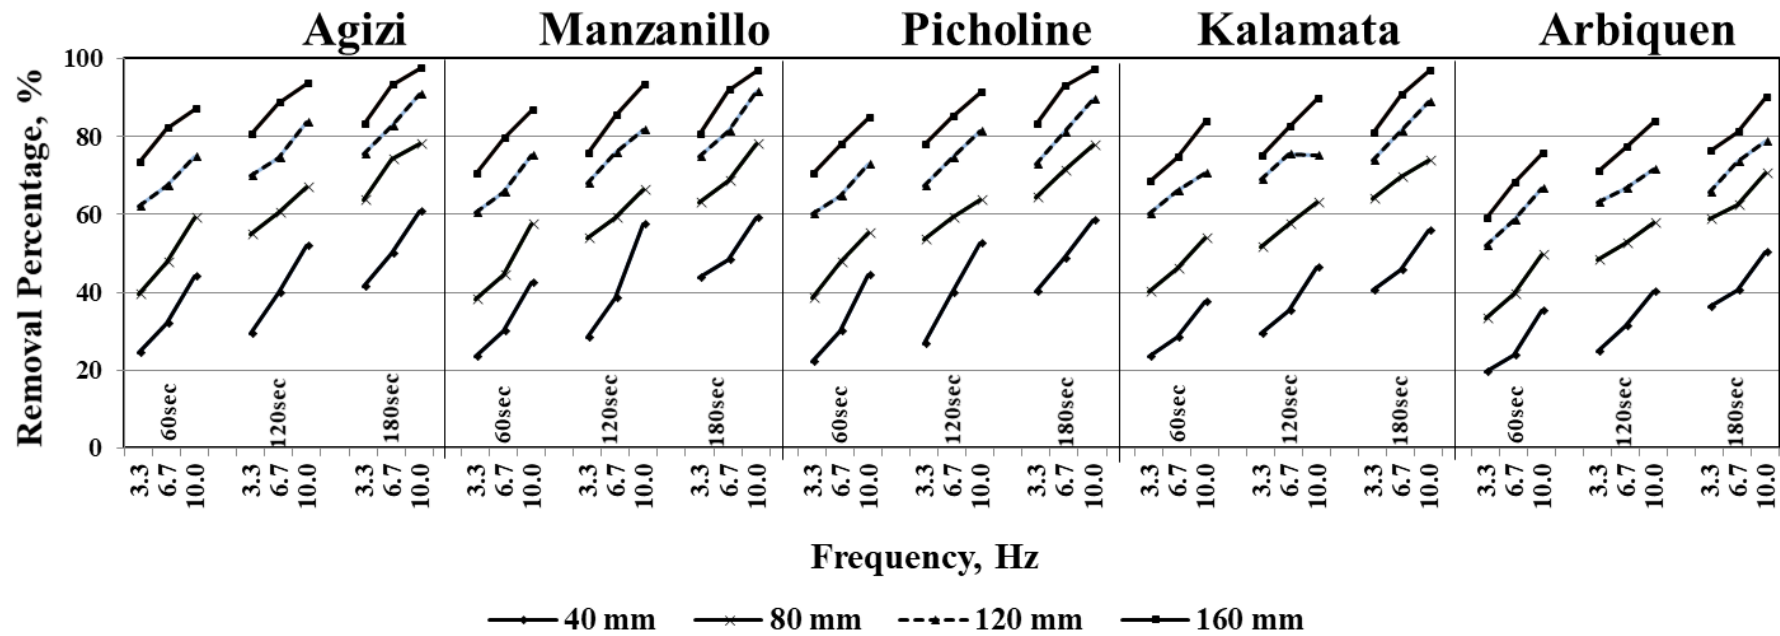 Agizi Manzanillo Picholine Kalamata Arbiquen
Removal Percentage, %
100
80
60
40
20
0
60sec 120sec 180sec 60sec 120sec 180sec 60sec 120sec 180sec 60sec 120sec 180sec 60sec 120sec 180sec
3.3 6.7 10.0 3.3 6.7 10.0 3.3 6.7 10.0 3.3 6.7 10.0 3.3 6.7 10.0 3.3 6.7 10.0 3.3 6.7 10.0 3.3 6.7 10.0 3.3 6.7 10.0 3.3 6.7 10.0 3.3 6.7 10.0 3.3 6.7 10.0 3.3 6.7 10.0 3.3 6.7 10.0 3.3 6.7 10.0
Frequency, Hz
40 mm 80 mm 120 mm 160 mm